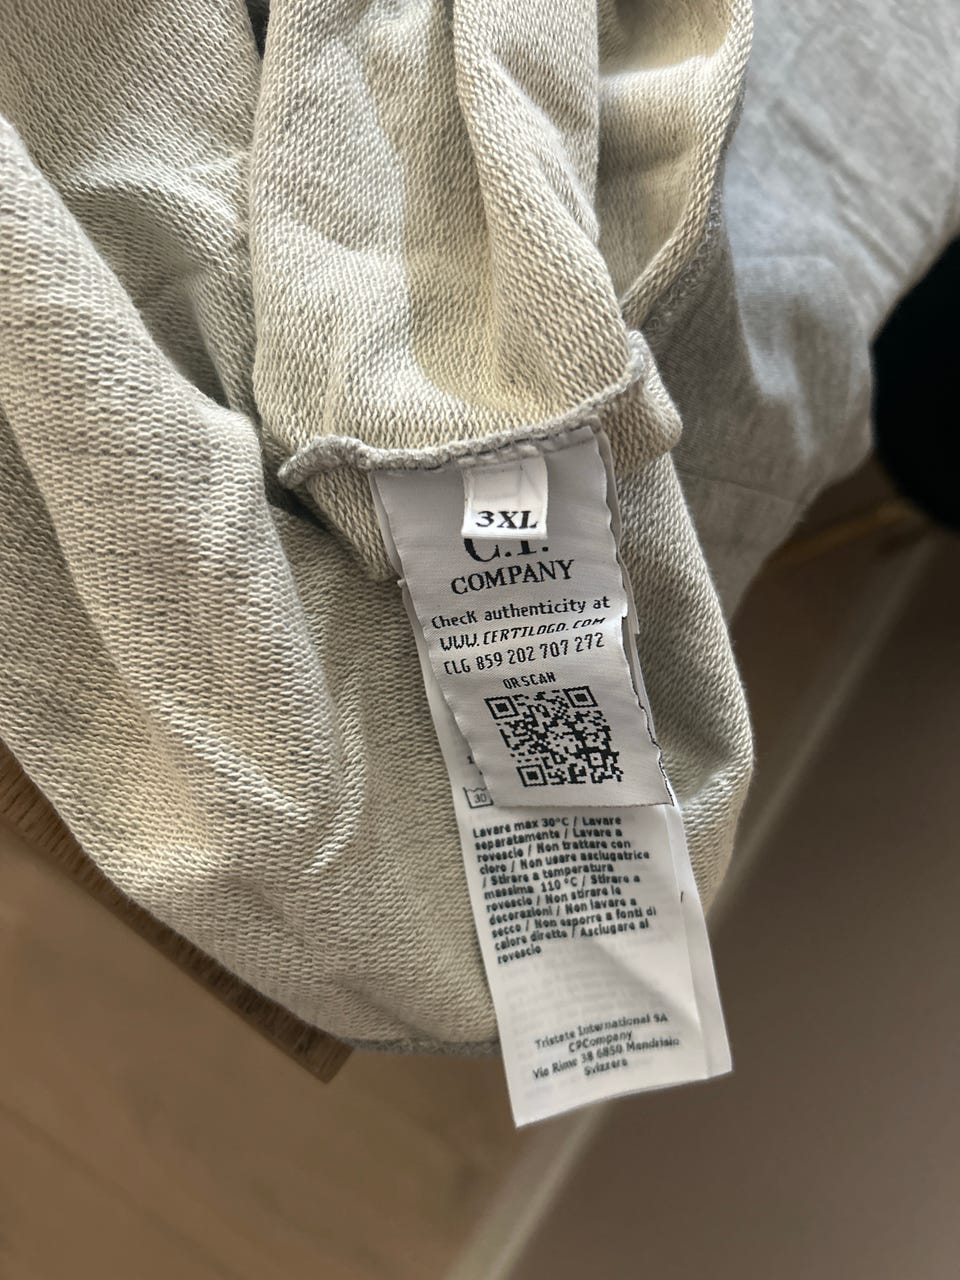 3XL
C.P.
COMPANY
Check authenticity at
WWW.CERTILOGO.COM
CLG 859 202 707 272
OR SCAN
30
Lavare max 30°C / Lavare
separatamente / Lavare a
rovescio / Non trattare con
cloro / Non usare asciugatrice
/ Stirare a temperatura
massima 110 °C / Stirare a
rovescio / Non stirare le
decorazioni / Non lavare a
secco / Non esporre a fonti di
calore dirette / Asciugare al
rovescio
Tristate International SA
CPCompany
Via Rime 38 6850 Mendrisio
Svizzera